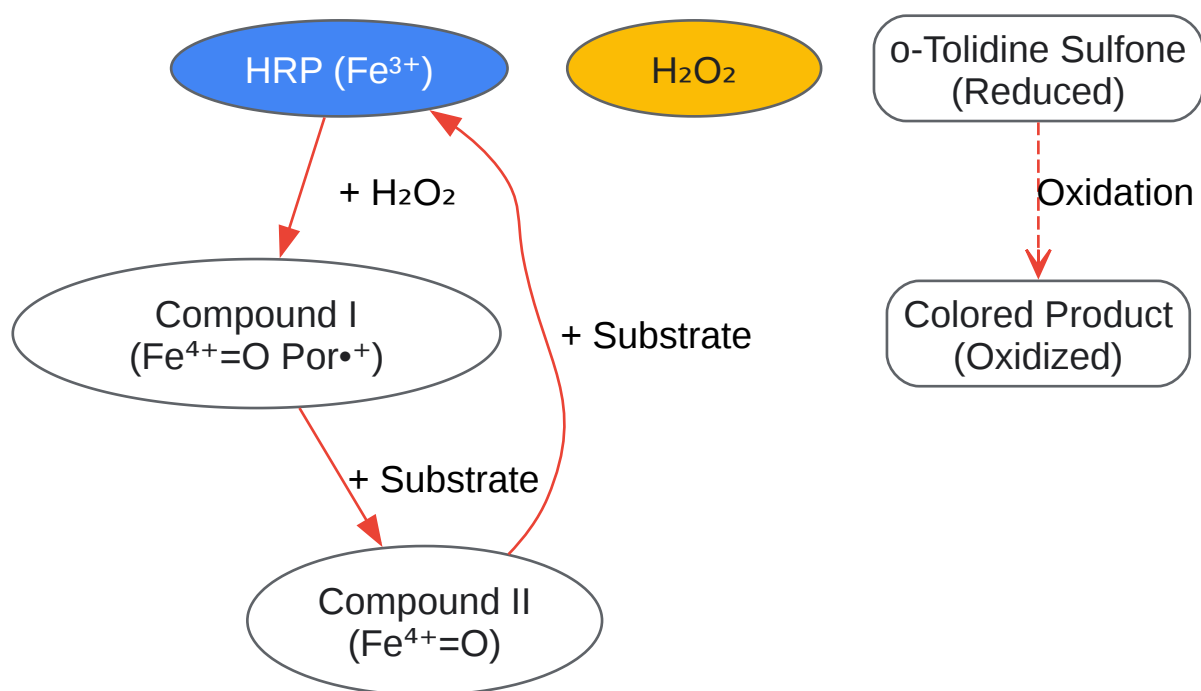 HRP (Fe³⁺)
H₂O₂
o-Tolidine Sulfone
(Reduced)
+ H₂O₂
Oxidation
Compound I
(Fe⁴⁺=O Por•⁺)
+ Substrate
Colored Product
(Oxidized)
+ Substrate
Compound II
(Fe⁴⁺=O)